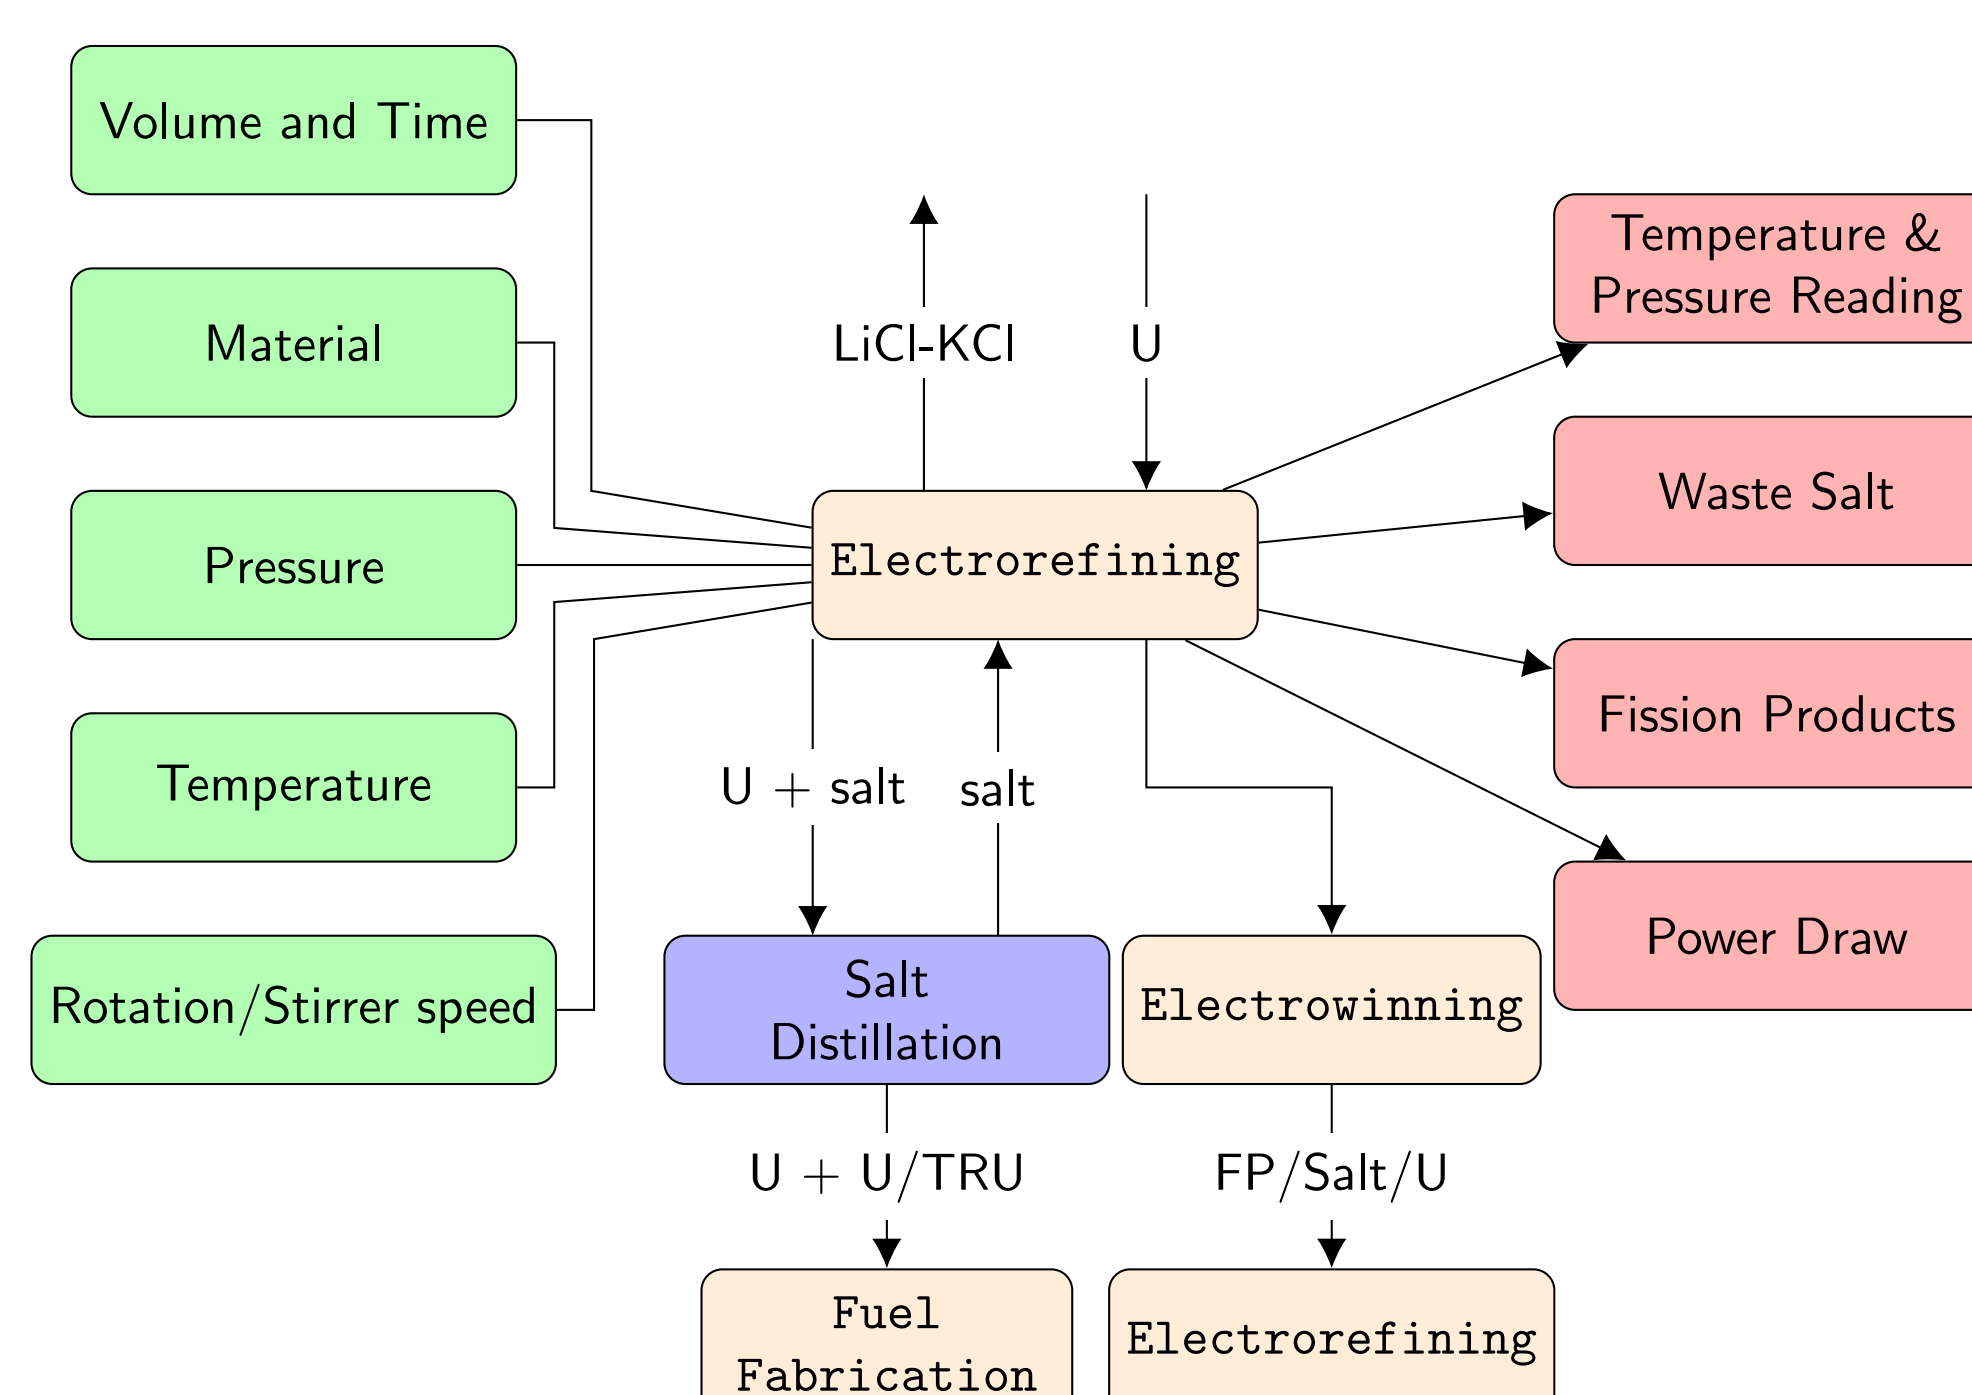 Volume and Time
Material
Pressure
Temperature
Rotation/Stirrer speed
LiCl-KCl
U
Electrorefining
U + salt
salt
Salt
Distillation
Electrowinning
U + U/TRU
FP/Salt/U
Fuel
Fabrication
Electrorefining
Temperature &
Pressure Reading
Waste Salt
Fission Products
Power Draw